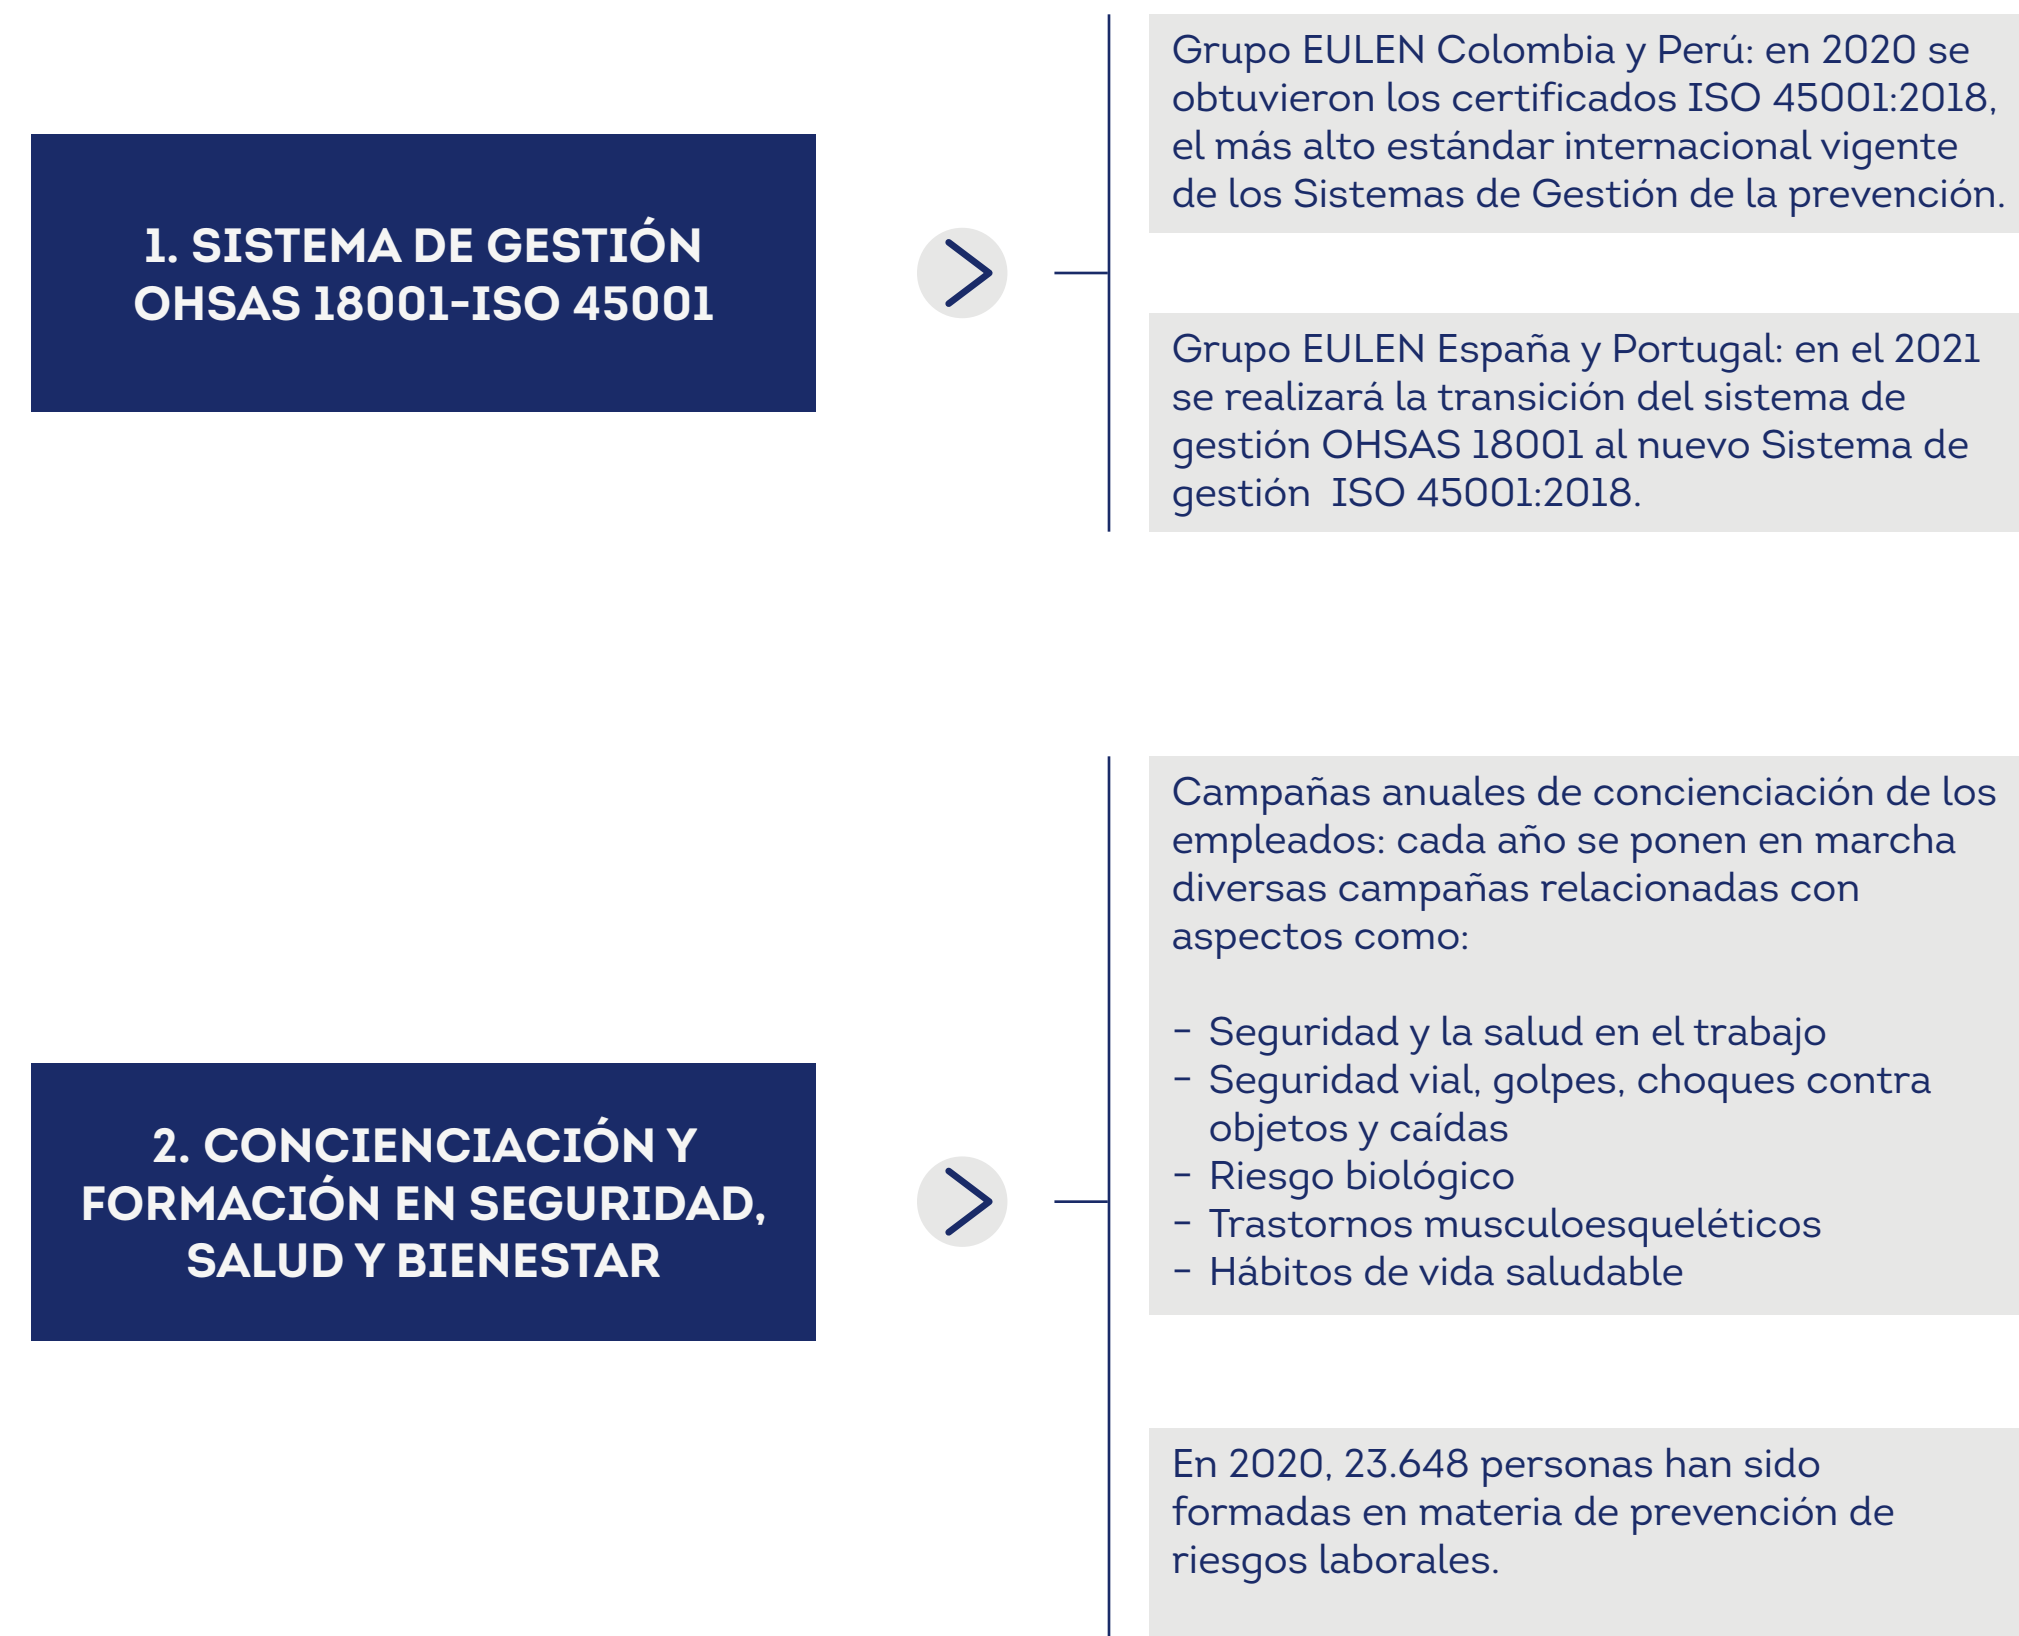 1. SISTEMA DE GESTIÓN
OHSAS 18001-ISO 45001
Grupo EULEN Colombia y Perú: en 2020 se
obtuvieron los certificados ISO 45001:2018,
el más alto estándar internacional vigente
de los Sistemas de Gestión de la prevención.
Grupo EULEN España y Portugal: en el 2021
se realizará la transición del sistema de
gestión OHSAS 18001 al nuevo Sistema de
gestión ISO 45001:2018.
2. CONCIENCIACIÓN Y
FORMACIÓN EN SEGURIDAD,
SALUD Y BIENESTAR
Campañas anuales de concienciación de los
empleados: cada año se ponen en marcha
diversas campañas relacionadas con
aspectos como:
- Seguridad y la salud en el trabajo
- Seguridad vial, golpes, choques contra
objetos y caídas
- Riesgo biológico
- Trastornos musculoesqueléticos
- Hábitos de vida saludable
En 2020, 23.648 personas han sido
formadas en materia de prevención de
riesgos laborales.